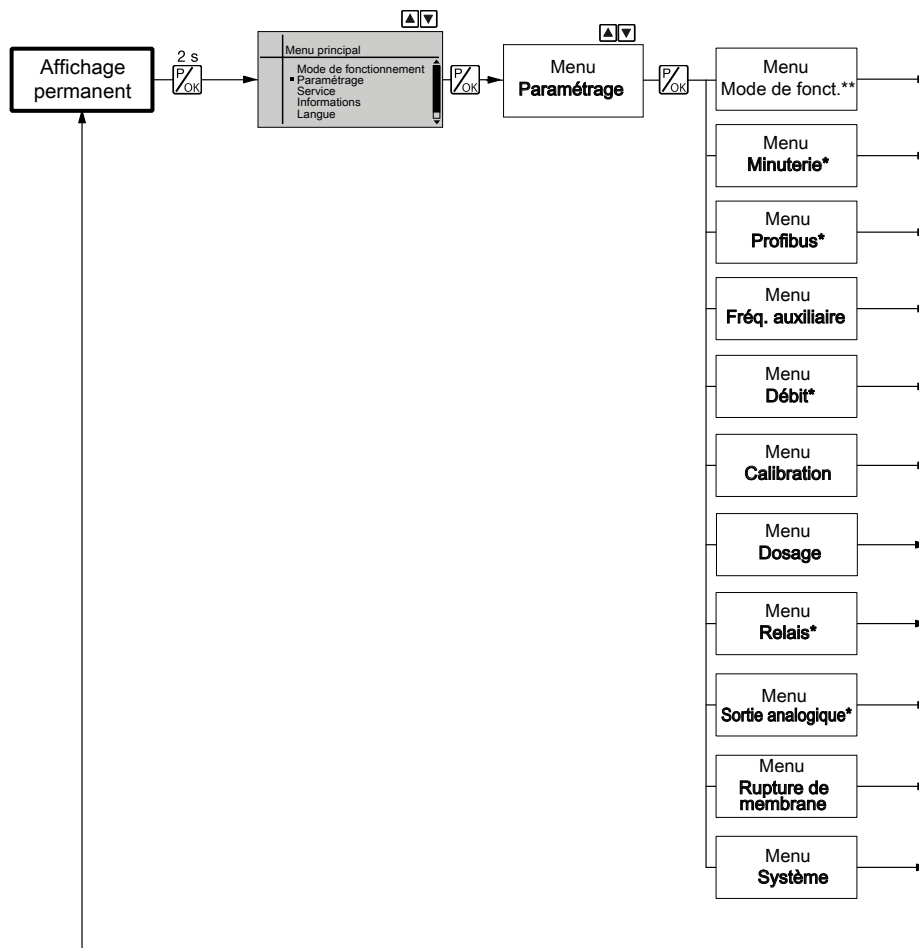 Affichage
permanent
2 s
P/OK
Menu principal
Mode de fonctionnement
Paramétrage
Service
Informations
Langue
P/OK
Menu
Paramétrage
P/OK
Menu
Mode de fonct.**
Menu
Minuterie*
Menu
Profibus*
Menu
Fréq. auxiliaire
Menu
Débit*
Menu
Calibration
Menu
Dosage
Menu
Relais*
Menu
Sortie analogique*
Menu
Rupture de
membrane
Menu
Système